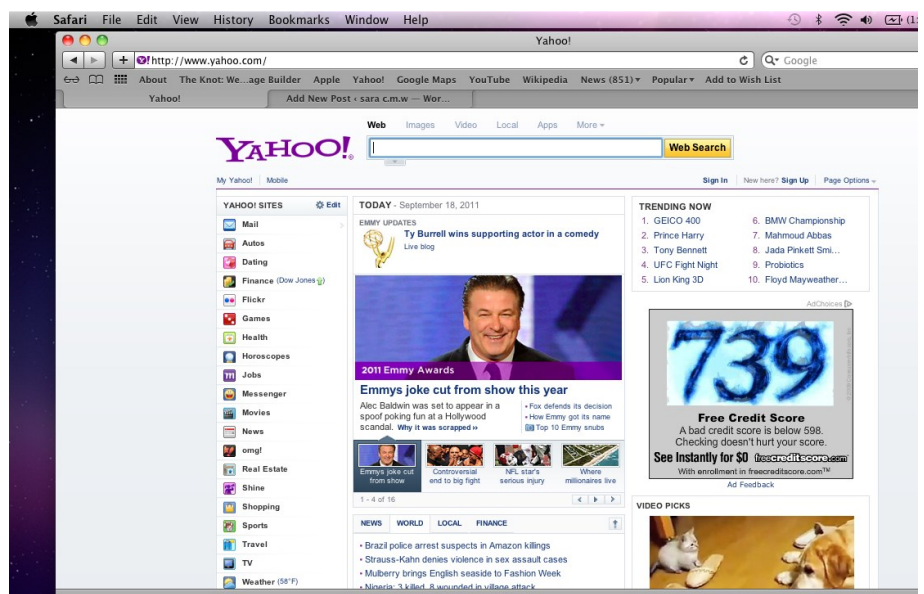 Safari File Edit View History Bookmarks Window Help
Yahoo!
http://www.yahoo.com/
Google
About The Knot: We...age Builder Apple Yahoo! Google Maps YouTube Wikipedia News (851) Popular Add to Wish List
Yahoo! Add New Post ‹ sara c.m.w — Wor...
Web Images Video Local Apps More
YAHOO!
Web Search
My Yahoo! Mobile
Sign In New here? Sign Up Page Options
YAHOO! SITES Edit
Mail
Autos
Dating
Finance (Dow Jones)
Flickr
Games
Health
Horoscopes
Jobs
Messenger
Movies
News
omg!
Real Estate
Shine
Shopping
Sports
Travel
TV
Weather (58°F)
TODAY - September 18, 2011
EMMY UPDATES
Ty Burrell wins supporting actor in a comedy
Live blog
2011 Emmy Awards
Emmys joke cut from show this year
Alec Baldwin was set to appear in a
spoof poking fun at a Hollywood
scandal. Why it was scrapped »
• Fox defends its decision
• How Emmy got its name
Top 10 Emmy snubs
Emmys joke cut
from show
Controversial
end to big fight
NFL star's
serious injury
Where
millionaires live
1 - 4 of 16
NEWS WORLD LOCAL FINANCE
• Brazil police arrest suspects in Amazon killings
• Strauss-Kahn denies violence in sex assault cases
• Mulberry brings English seaside to Fashion Week
• Nigeria: 3 killed, 8 wounded in village attack
TRENDING NOW
1. GEICO 400
2. Prince Harry
3. Tony Bennett
4. UFC Fight Night
5. Lion King 3D
6. BMW Championship
7. Mahmoud Abbas
8. Jada Pinkett Smi...
9. Probiotics
10. Floyd Mayweather...
AdChoices
739
Free Credit Score
A bad credit score is below 598.
Checking doesn't hurt your score.
See Instantly for $0 freecreditscore.com
With enrollment in freecreditscore.com™
Ad Feedback
VIDEO PICKS